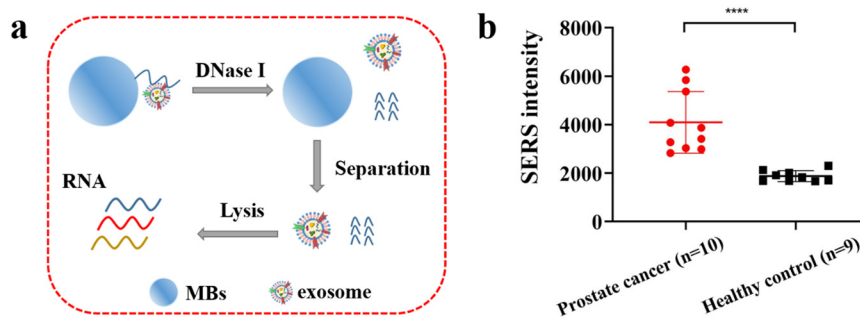 a
DNase I
Separation
RNA
Lysis
MBs
exosome
b
****
SERS intensity
8000
6000
4000
2000
0
Prostate cancer (n=10)
Healthy control (n=9)